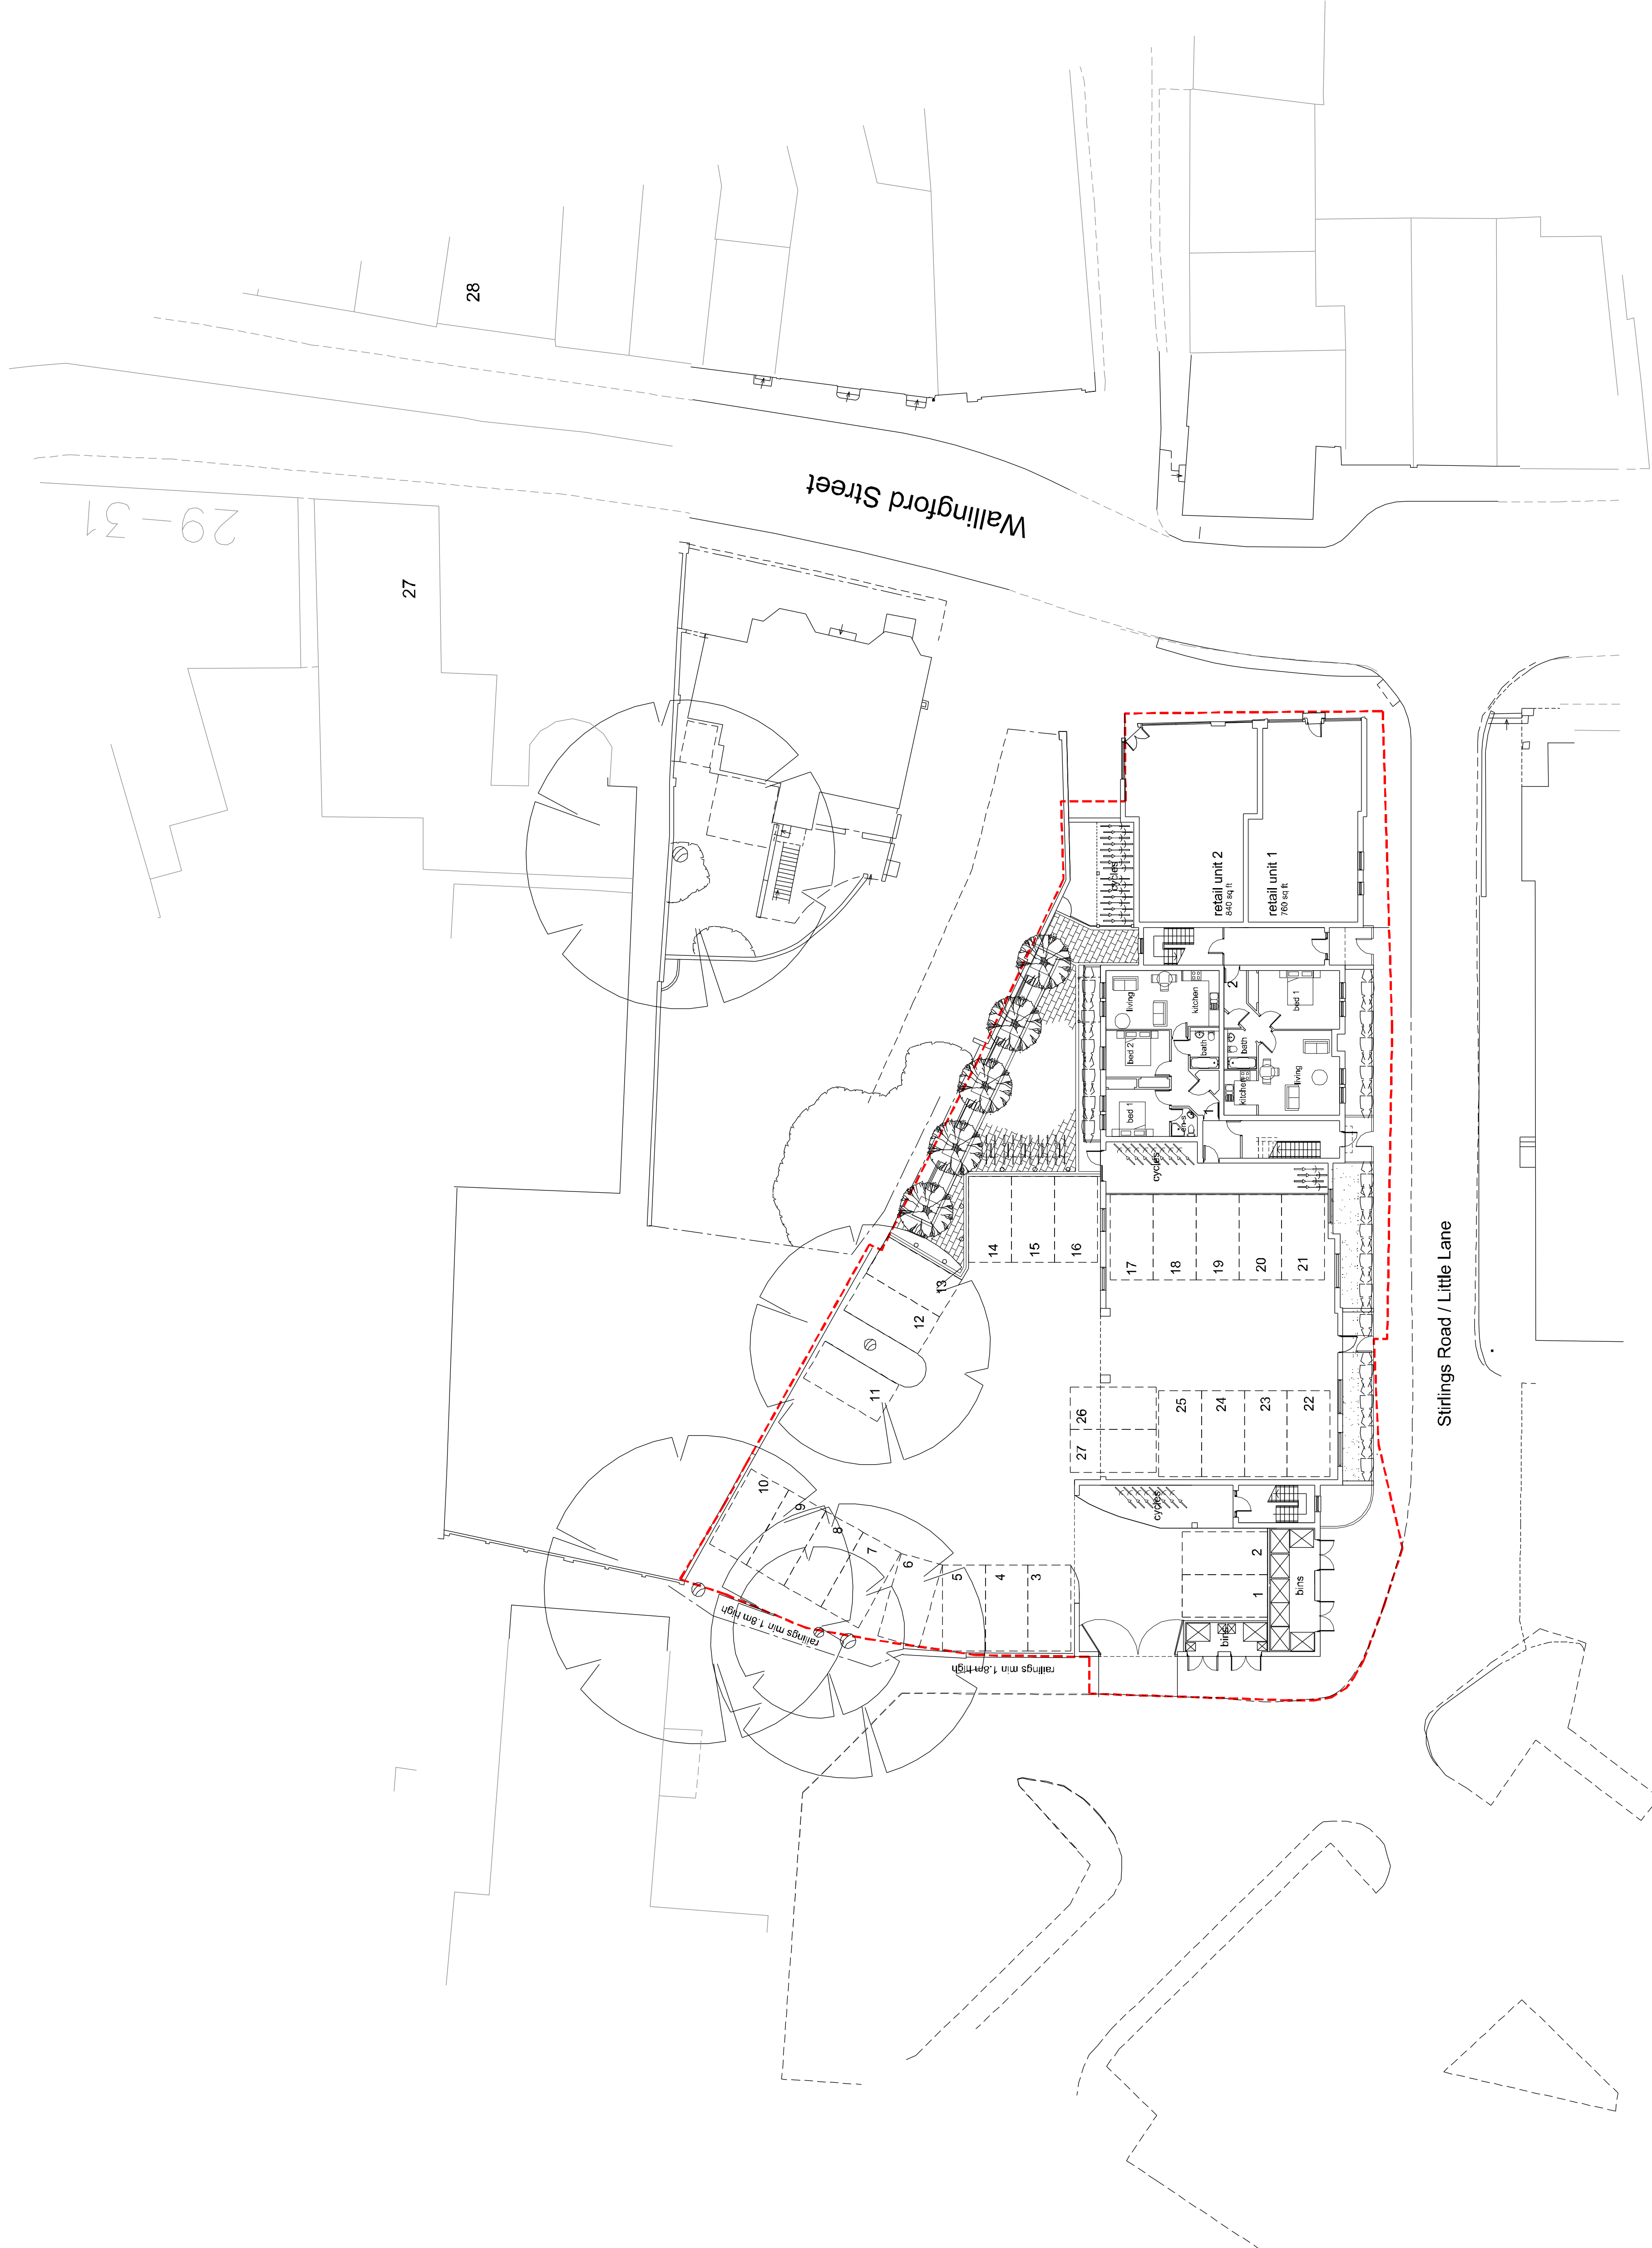 28
29-31
27
Wallingford Street
retail unit 2
840 sq ft
retail unit 1
760 sq ft
cycles
living
kitchen
2
bed 1
bed 2
bath
bath
kitchen
living
bed 1
en-s
1
cycles
14
15
16
17
18
19
20
21
13
12
11
10
9
8
7
6
5
4
3
26
27
25
24
23
22
cycles
2
1
bins
bins
railings min 1.8m high
railings min 1.8m high
Stirlings Road / Little Lane